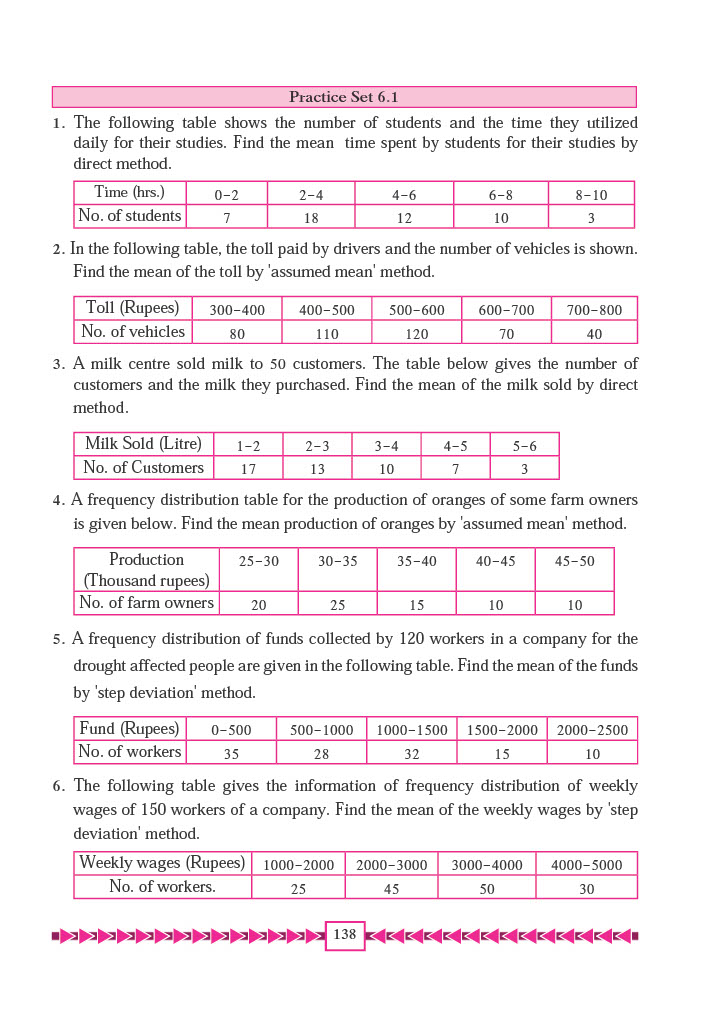 Practice Set 6.1
1. The following table shows the number of students and the time they utilized
daily for their studies. Find the mean time spent by students for their studies by
direct method.
Time (hrs.) 0-2 2-4 4-6 6-8 8-10
No. of students 7 18 12 10 3
2. In the following table, the toll paid by drivers and the number of vehicles is shown.
Find the mean of the toll by 'assumed mean' method.
Toll (Rupees) 300-400 400-500 500-600 600-700 700-800
No. of vehicles 80 110 120 70 40
3. A milk centre sold milk to 50 customers. The table below gives the number of
customers and the milk they purchased. Find the mean of the milk sold by direct
method.
Milk Sold (Litre) 1-2 2-3 3-4 4-5 5-6
No. of Customers 17 13 10 7 3
4. A frequency distribution table for the production of oranges of some farm owners
is given below. Find the mean production of oranges by 'assumed mean' method.
Production 25-30 30-35 35-40 40-45 45-50
(Thousand rupees)
No. of farm owners 20 25 15 10 10
5. A frequency distribution of funds collected by 120 workers in a company for the
drought affected people are given in the following table. Find the mean of the funds
by 'step deviation' method.
Fund (Rupees) 0-500 500-1000 1000-1500 1500-2000 2000-2500
No. of workers 35 28 32 15 10
6. The following table gives the information of frequency distribution of weekly
wages of 150 workers of a company. Find the mean of the weekly wages by 'step
deviation' method.
Weekly wages (Rupees) 1000-2000 2000-3000 3000-4000 4000-5000
No. of workers. 25 45 50 30
138